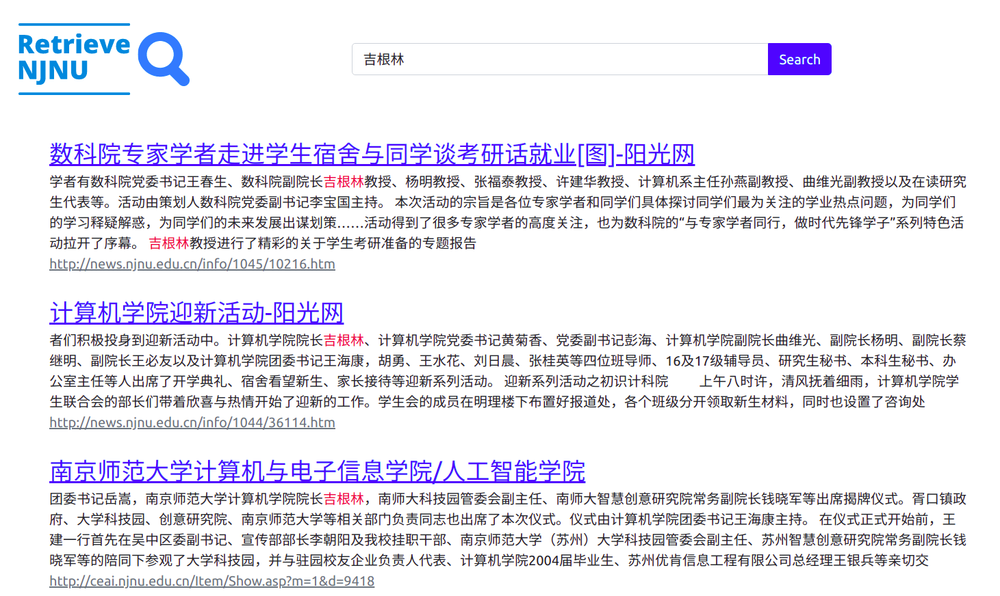 Retrieve
NJNU
吉根林
Search
数科院专家学者走进学生宿舍与同学谈考研话就业[图]-阳光网
学者有数科院党委书记王春生、数科院副院长吉根林教授、杨明教授、张福泰教授、许建华教授、计算机系主任孙燕副教授、曲维光副教授以及在读研究
生代表等。活动由策划人数科院党委副书记李宝国主持。 本次活动的宗旨是各位专家学者和同学们具体探讨同学们最为关注的学业热点问题，为同学们
的学习释疑解惑，为同学们的未来发展出谋划策……活动得到了很多专家学者的高度关注，也为数科院的“与专家学者同行，做时代先锋学子”系列特色活
动拉开了序幕。 吉根林教授进行了精彩的关于学生考研准备的专题报告
http://news.njnu.edu.cn/info/1045/10216.htm
计算机学院迎新活动-阳光网
者们积极投身到迎新活动中。计算机学院院长吉根林、计算机学院党委书记黄菊香、党委副书记彭海、计算机学院副院长曲维光、副院长杨明、副院长蔡
继明、副院长王必友以及计算机学院团委书记王海康，胡勇、王水花、刘日晨、张桂英等四位班导师、16及17级辅导员、研究生秘书、本科生秘书、办
公室主任等人出席了开学典礼、宿舍看望新生、家长接待等迎新系列活动。 迎新系列活动之初识计科院 上午八时许，清风抚着细雨，计算机学院学
生联合会的部长们带着欣喜与热情开始了迎新的工作。学生会的成员在明理楼下布置好报道处，各个班级分开领取新生材料，同时也设置了咨询处
http://news.njnu.edu.cn/info/1044/36114.htm
南京师范大学计算机与电子信息学院/人工智能学院
团委书记岳嵩，南京师范大学计算机学院院长吉根林，南师大科技园管委会副主任、南师大智慧创意研究院常务副院长钱晓军等出席揭牌仪式。胥口镇政
府、大学科技园、创意研究院、南京师范大学等相关部门负责同志也出席了本次仪式。仪式由计算机学院团委书记王海康主持。 在仪式正式开始前，王
建一行首先在吴中区委副书记、宣传部部长李朝阳及我校挂职干部、南京师范大学（苏州）大学科技园管委会副主任、苏州智慧创意研究院常务副院长钱
晓军等的陪同下参观了大学科技园，并与驻园校友企业负责人代表、计算机学院2004届毕业生、苏州优肯信息工程有限公司总经理王银兵等亲切交
http://ceai.njnu.edu.cn/Item/Show.asp?m=1&d=9418